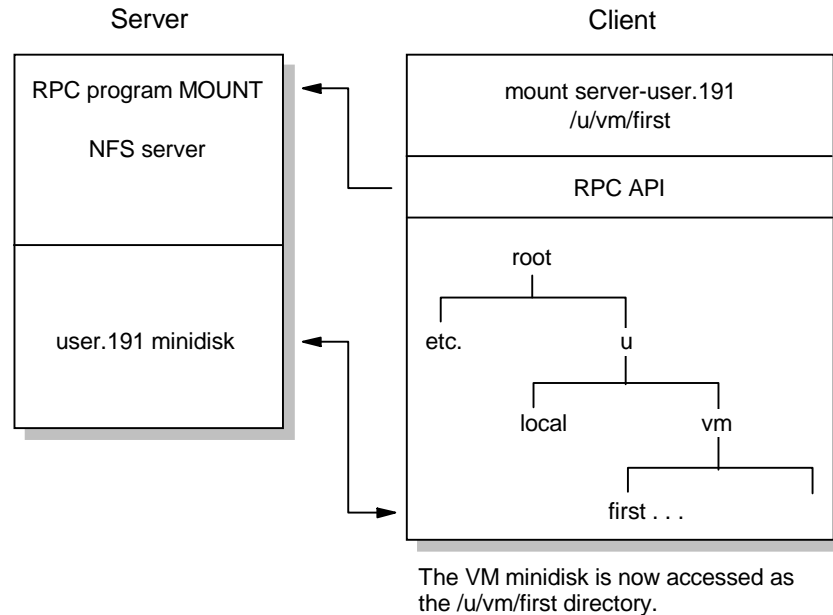 Server
Client
RPC program MOUNT
NFS server
user.191 minidisk
mount server-user.191
/u/vm/first
RPC API
root
etc.
u
local
vm
first . . .
The VM minidisk is now accessed as
the /u/vm/first directory.